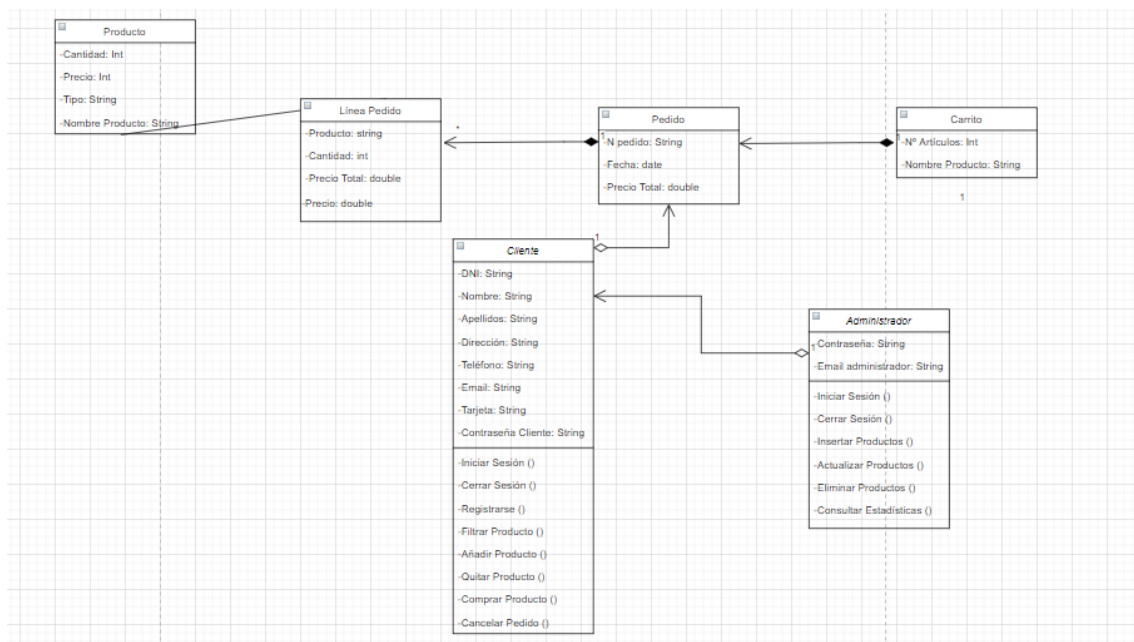 Producto
-Cantidad: Int
-Precio: Int
-Tipo: String
-Nombre Producto: String
Línea Pedido
-Producto: string
-Cantidad: int
-Precio Total: double
Precio: double
*
Pedido
1
-N pedido: String
-Fecha: date
-Precio Total: double
Carrito
1
-Nº Artículos: Int
-Nombre Producto: String
1
1
Cliente
-DNI: String
-Nombre: String
-Apellidos: String
-Dirección: String
-Teléfono: String
-Email: String
-Tarjeta: String
-Contraseña Cliente: String
-Iniciar Sesión ()
-Cerrar Sesión ()
-Registrarse ()
-Filtrar Producto ()
-Añadir Producto ()
-Quitar Producto ()
-Comprar Producto ()
-Cancelar Pedido ()
Administrador
1
-Contraseña: String
-Email administrador: String
-Iniciar Sesión ()
-Cerrar Sesión ()
-Insertar Productos ()
-Actualizar Productos ()
-Eliminar Productos ()
-Consultar Estadísticas ()